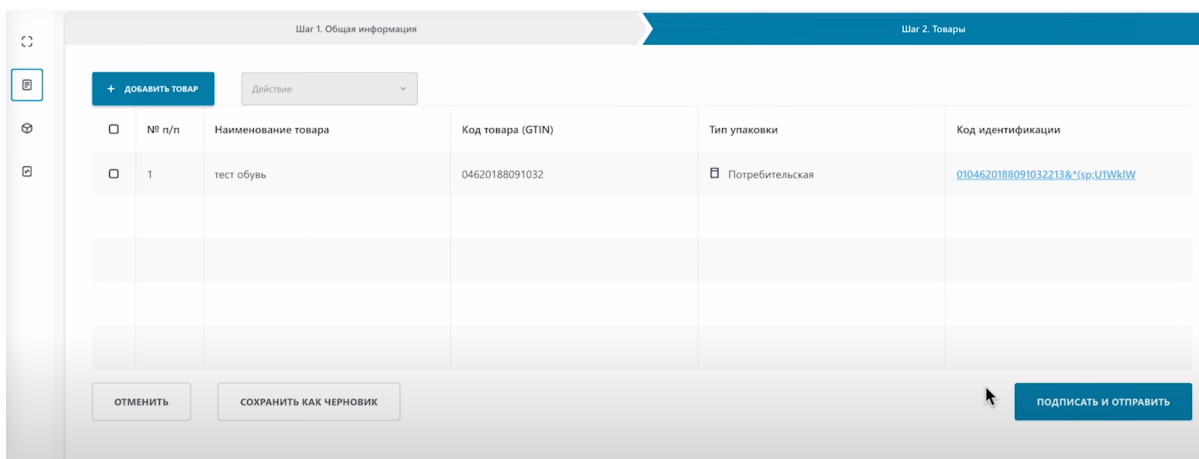 Шаг 1. Общая информация
Шаг 2. Товары
+ ДОБАВИТЬ ТОВАР
Действие
№ п/п Наименование товара Код товара (GTIN) Тип упаковки Код идентификации
1 тест обувь 04620188091032 Потребительская 0104620188091032213&*(sp;U1WkIW
ОТМЕНИТЬ СОХРАНИТЬ КАК ЧЕРНОВИК ПОДПИСАТЬ И ОТПРАВИТЬ